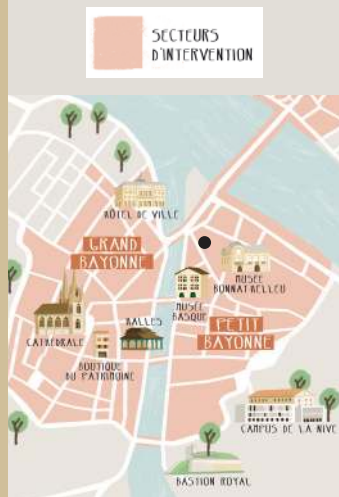 SECTEURS
D'INTERVENTION
HÔTEL DE VILLE
GRAND
BAYONNE
MUSÉE
BONNAT-HELLEU
MUSÉE
BASQUE
HALLES
PETIT
BAYONNE
CATHÉDRALE
BOUTIQUE
DU PATRIMOINE
CAMPUS DE LA NIVE
BASTION ROYAL